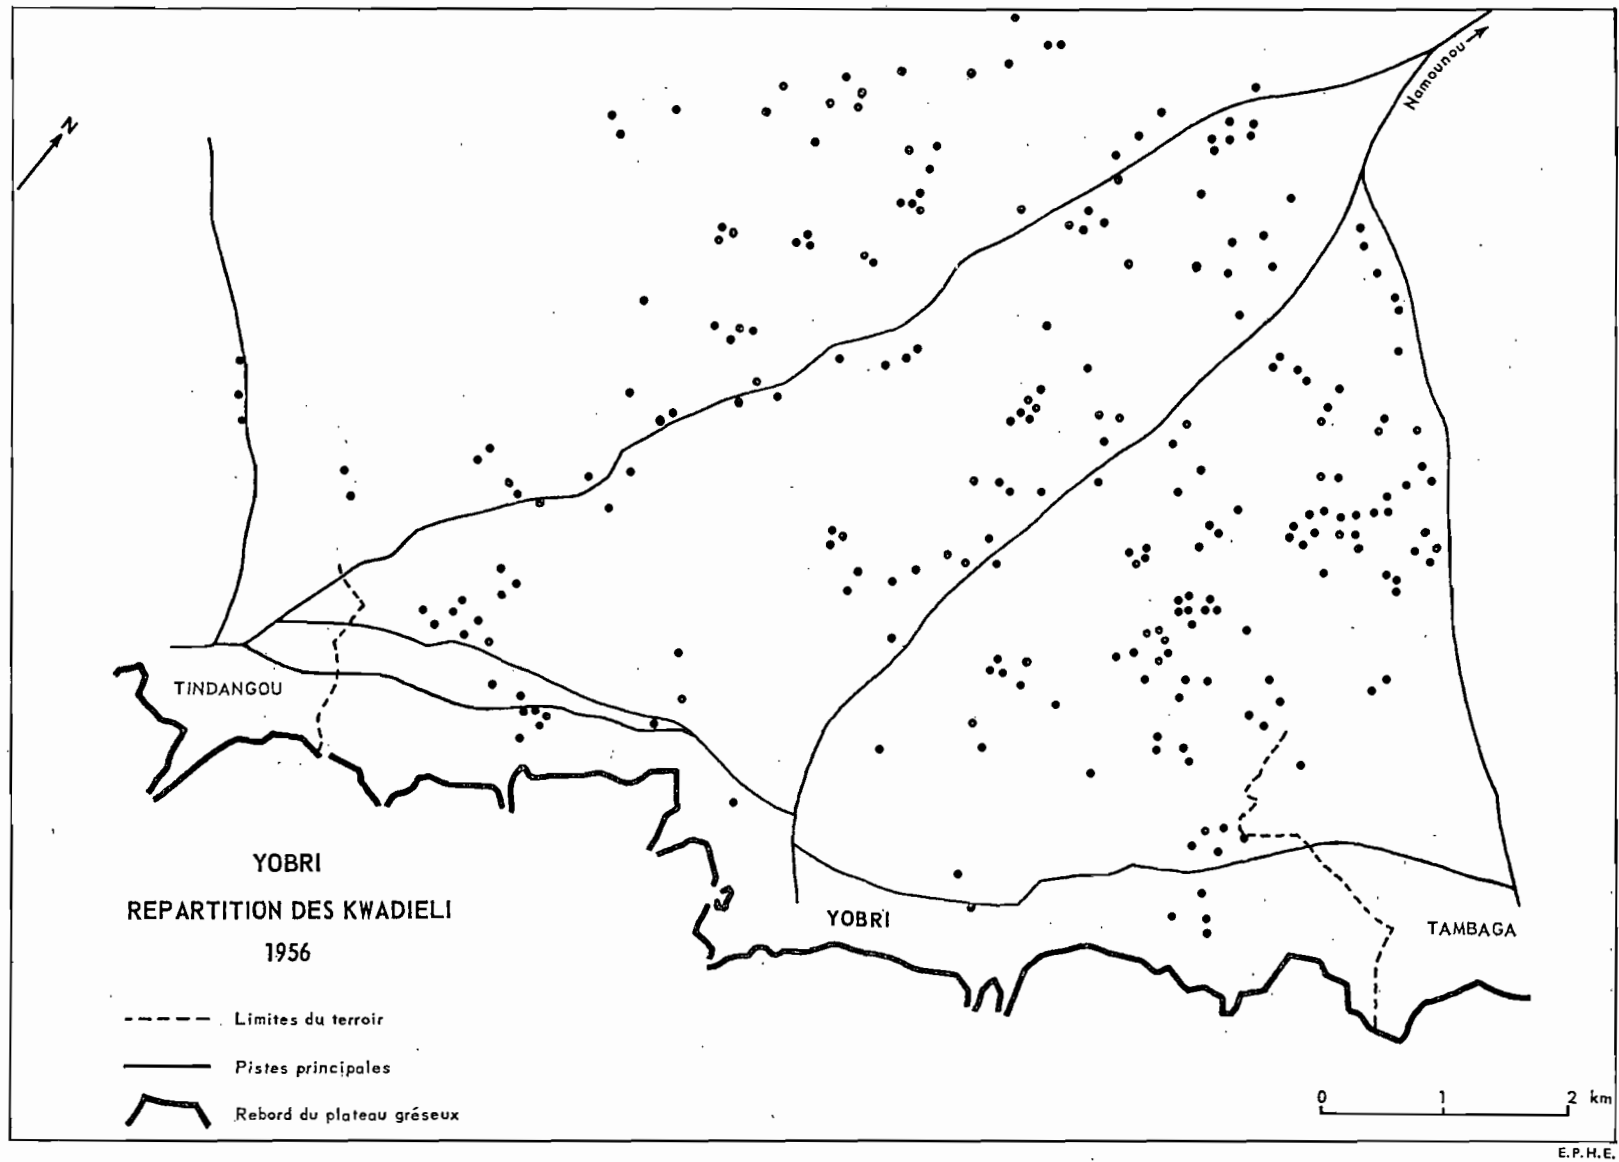 Namounou
N
TINDANGOU
YOBRI
REPARTITION DES KWADIELI
1956
YOBRI
TAMBAGA
Limites du terroir
Pistes principales
Rebord du plateau gréseux
0 1 2 km
E.P.H.E.